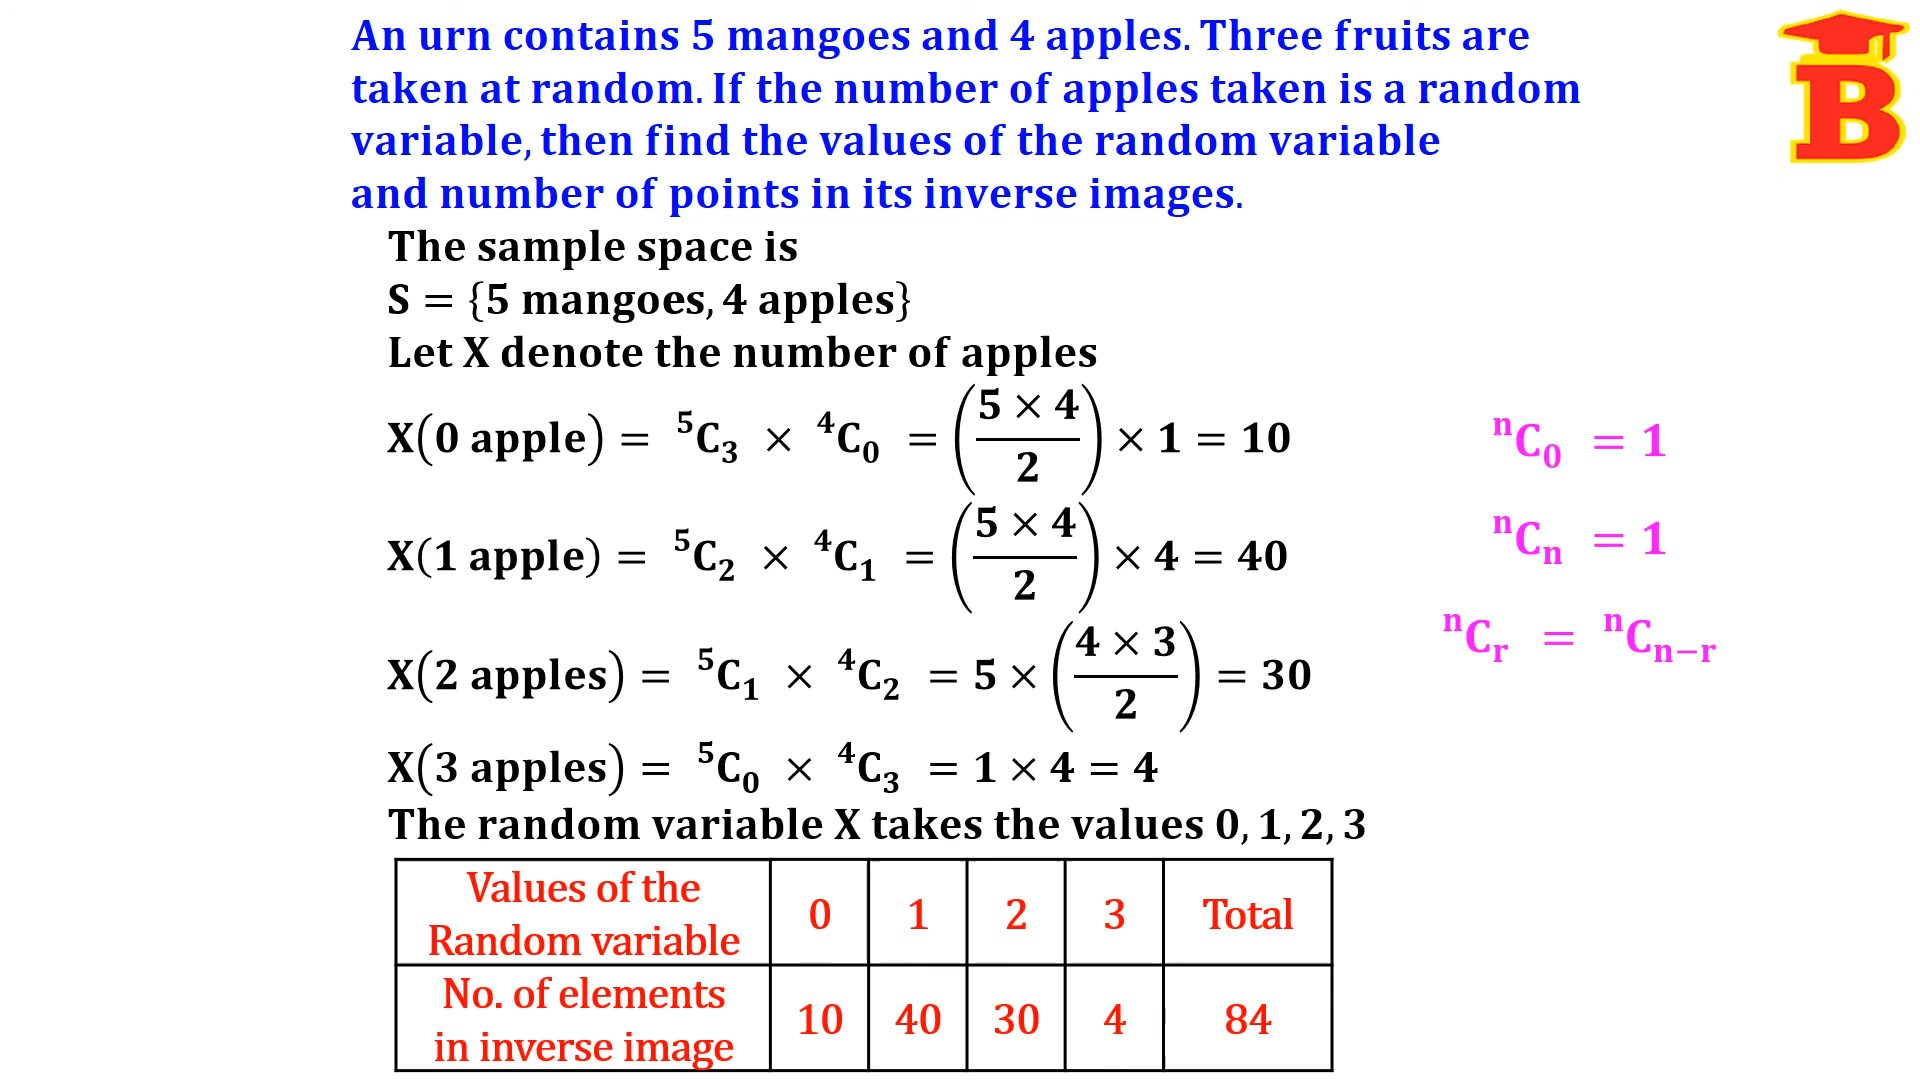 An urn contains 5 mangoes and 4 apples. Three fruits are
taken at random. If the number of apples taken is a random
variable, then find the values of the random variable
and number of points in its inverse images.
The sample space is
S = {5 mangoes, 4 apples}
Let X denote the number of apples
X(0 apple) = ⁵C₃ × ⁴C₀ = (5 × 4 / 2) × 1 = 10
X(1 apple) = ⁵C₂ × ⁴C₁ = (5 × 4 / 2) × 4 = 40
X(2 apples) = ⁵C₁ × ⁴C₂ = 5 × (4 × 3 / 2) = 30
X(3 apples) = ⁵C₀ × ⁴C₃ = 1 × 4 = 4
The random variable X takes the values 0, 1, 2, 3
Values of the
Random variable 0 1 2 3 Total
No. of elements
in inverse image 10 40 30 4 84
ⁿC₀ = 1
ⁿCₙ = 1
ⁿCᵣ = ⁿCₙ₋ᵣ
B